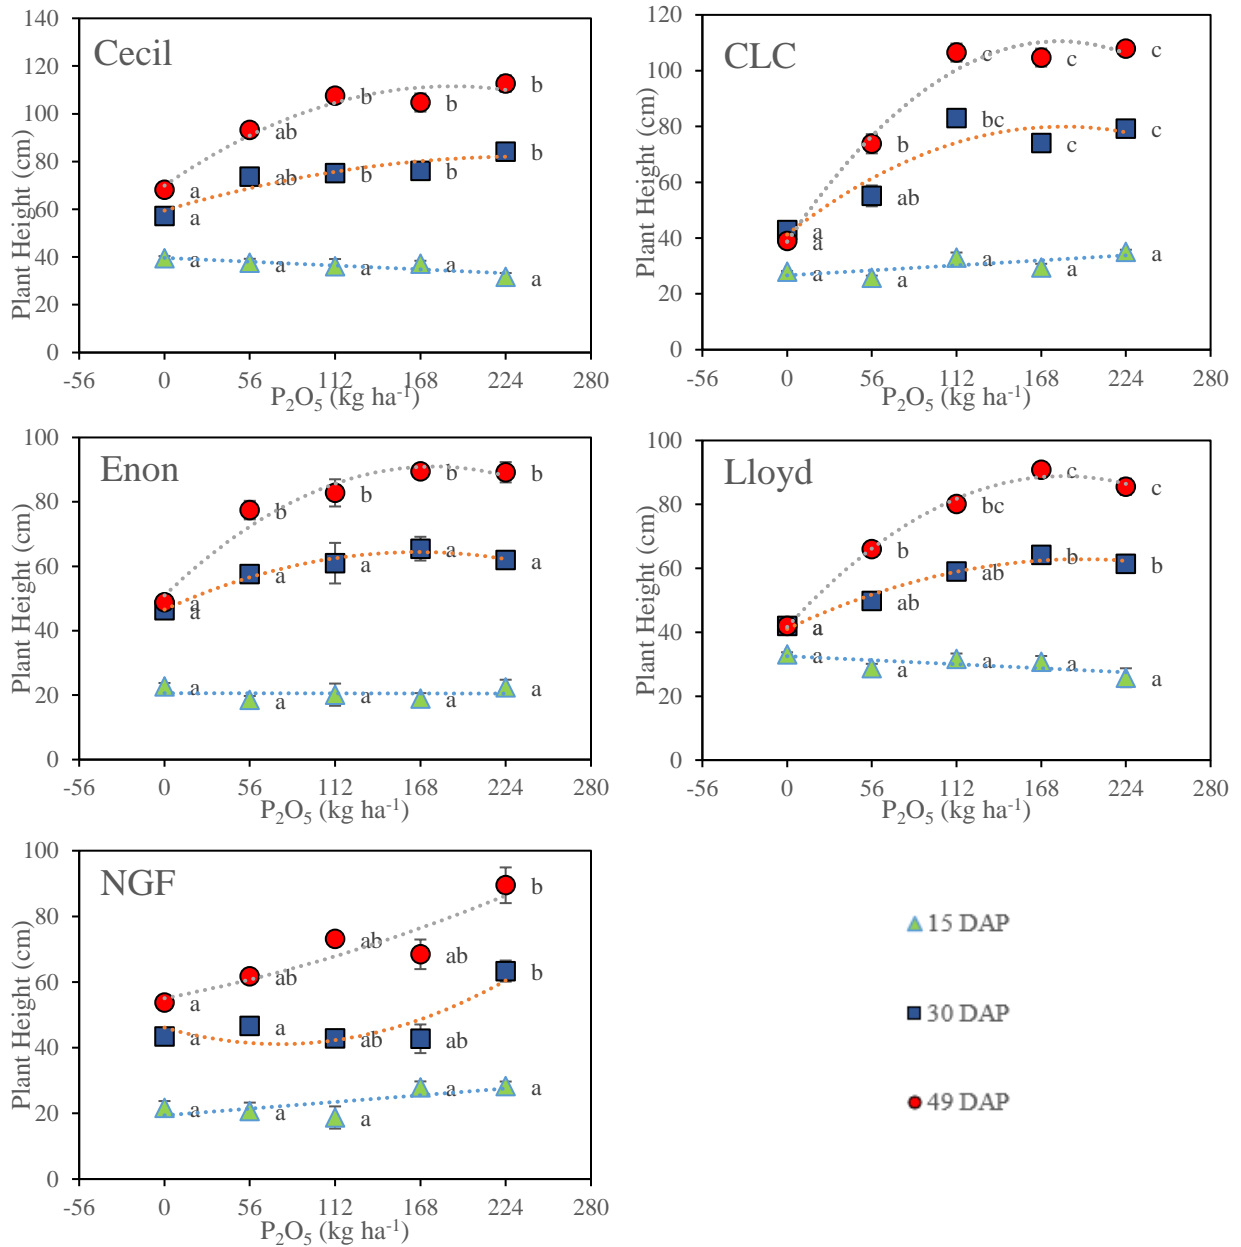 Cecil
Plant Height (cm)
140
120
100
80
60
40
20
0
a
ab
b
b
b
a
ab
b
b
b
a
a
a
a
a
-56 0 56 112 168 224 280
P₂O₅ (kg ha⁻¹)
CLC
Plant Height (cm)
120
100
80
60
40
20
0
a
b
c
c
c
a
ab
bc
c
c
a
a
a
a
a
-56 0 56 112 168 224 280
P₂O₅ (kg ha⁻¹)
Enon
Plant Height (cm)
100
80
60
40
20
0
a
b
b
b
b
a
a
a
a
a
a
a
a
a
a
-56 0 56 112 168 224 280
P₂O₅ (kg ha⁻¹)
Lloyd
Plant Height (cm)
100
80
60
40
20
0
a
b
bc
c
c
a
ab
ab
b
b
a
a
a
a
a
-56 0 56 112 168 224 280
P₂O₅ (kg ha⁻¹)
NGF
Plant Height (cm)
100
80
60
40
20
0
a
ab
ab
ab
b
a
a
ab
ab
b
a
a
a
a
a
-56 0 56 112 168 224 280
P₂O₅ (kg ha⁻¹)
15 DAP
30 DAP
49 DAP